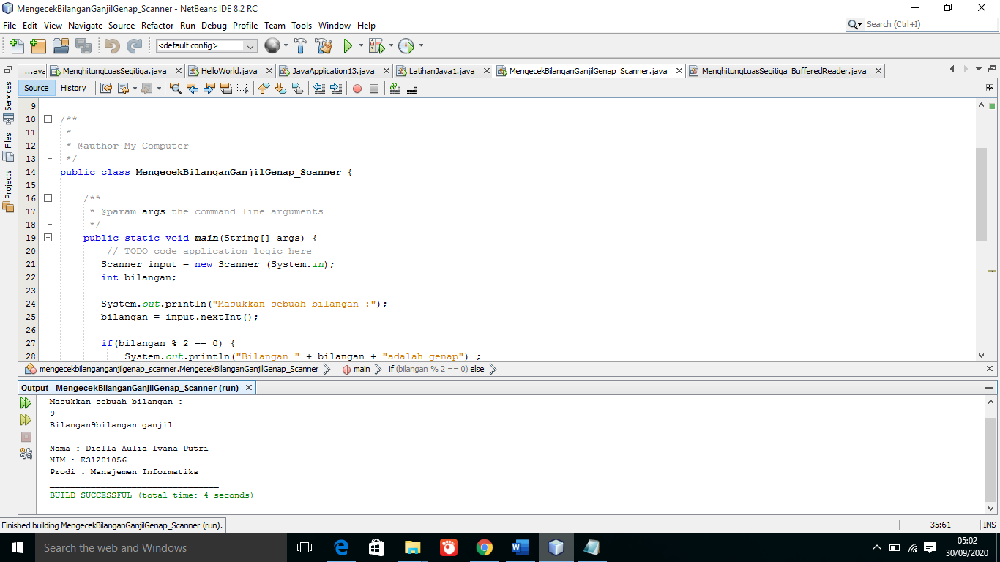 MengecekBilanganGanjilGenap_Scanner - NetBeans IDE 8.2 RC
File Edit View Navigate Source Refactor Run Debug Profile Team Tools Window Help
Search (Ctrl+I)
<default config>
...ava MenghitungLuasSegitiga.java HelloWorld.java JavaApplication13.java LatihanJava1.java MengecekBilanganGanjilGenap_Scanner.java MenghitungLuasSegitiga_BufferedReader.java
Services
Files
Projects
Source History
9
10 /**
11 *
12 * @author My Computer
13 */
14 public class MengecekBilanganGanjilGenap_Scanner {
15
16 /**
17 * @param args the command line arguments
18 */
19 public static void main(String[] args) {
20 // TODO code application logic here
21 Scanner input = new Scanner (System.in);
22 int bilangan;
23
24 System.out.println("Masukkan sebuah bilangan :");
25 bilangan = input.nextInt();
26
27 if(bilangan % 2 == 0) {
28 System.out.println("Bilangan " + bilangan + "adalah genap") ;
mengecekbilanganganjilgenap_scanner.MengecekBilanganGanjilGenap_Scanner main if (bilangan % 2 == 0) else
Output - MengecekBilanganGanjilGenap_Scanner (run)
Masukkan sebuah bilangan :
9
Bilangan9bilangan ganjil
__________________________________
Nama : Diella Aulia Ivana Putri
NIM : E31201056
Prodi : Manajemen Informatika
_________________________________
BUILD SUCCESSFUL (total time: 4 seconds)
Finished building MengecekBilanganGanjilGenap_Scanner (run).
35:61 INS
Search the web and Windows
05:02
30/09/2020